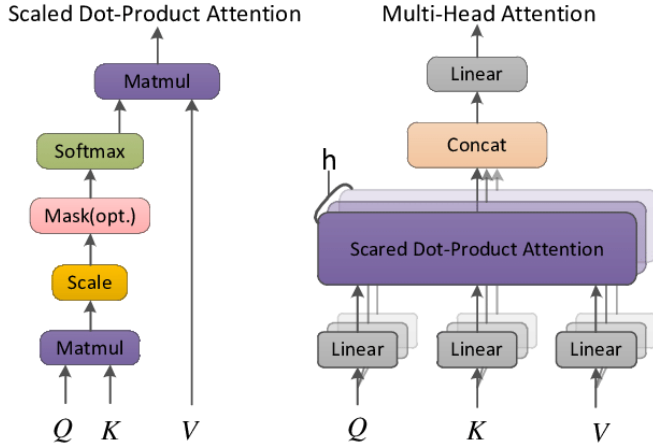 Scaled Dot-Product Attention
Matmul
Softmax
Mask(opt.)
Scale
Matmul
Q K V
Multi-Head Attention
Linear
Concat
h
Scared Dot-Product Attention
Linear Linear Linear
Q K V